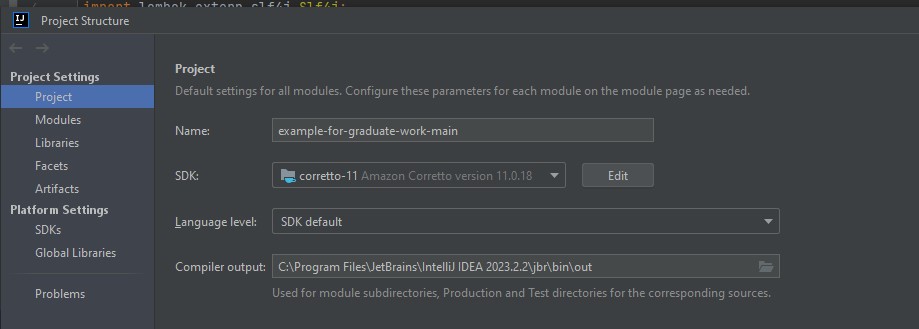 import lombok.extern.slf4j.Slf4j;
IJ
Project Structure
Project Settings
Project
Modules
Libraries
Facets
Artifacts
Platform Settings
SDKs
Global Libraries
Problems
Project
Default settings for all modules. Configure these parameters for each module on the module page as needed.
Name: example-for-graduate-work-main
SDK: corretto-11 Amazon Corretto version 11.0.18 Edit
Language level: SDK default
Compiler output: C:\Program Files\JetBrains\IntelliJ IDEA 2023.2.2\jbr\bin\out
Used for module subdirectories, Production and Test directories for the corresponding sources.